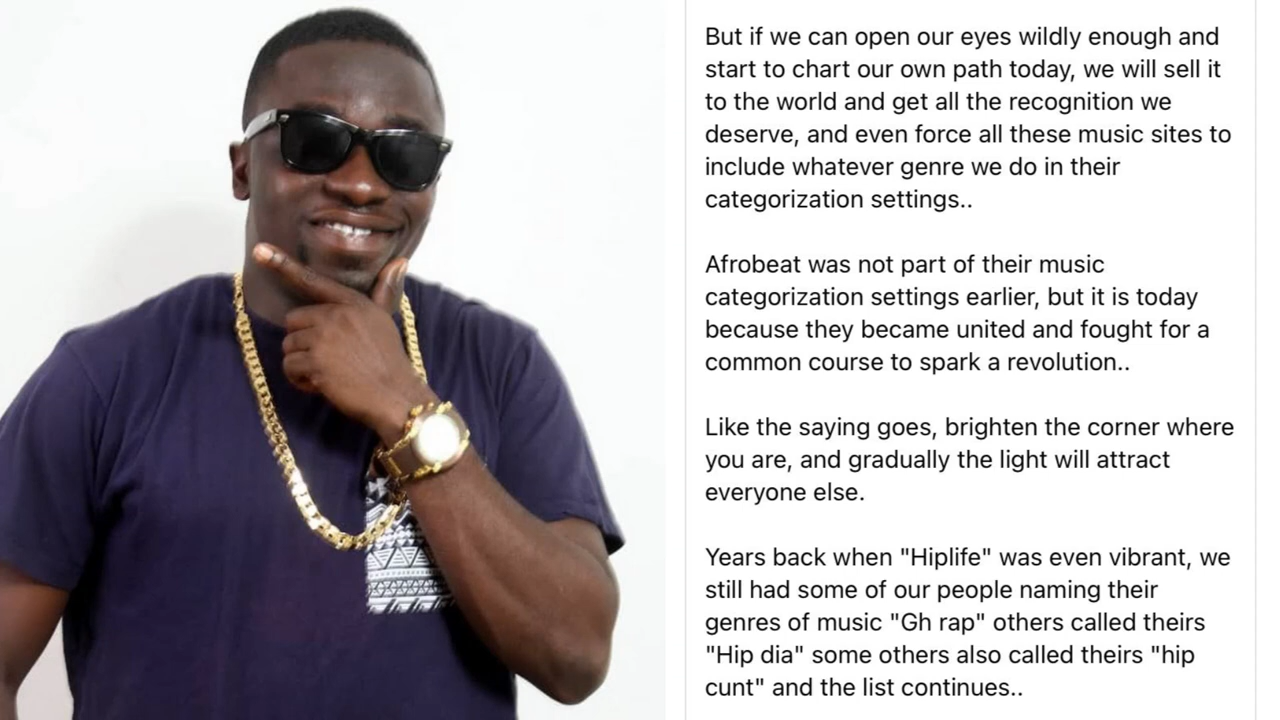 But if we can open our eyes wildly enough and
start to chart our own path today, we will sell it
to the world and get all the recognition we
deserve, and even force all these music sites to
include whatever genre we do in their
categorization settings..
Afrobeat was not part of their music
categorization settings earlier, but it is today
because they became united and fought for a
common course to spark a revolution..
Like the saying goes, brighten the corner where
you are, and gradually the light will attract
everyone else.
Years back when "Hiplife" was even vibrant, we
still had some of our people naming their
genres of music "Gh rap" others called theirs
"Hip dia" some others also called theirs "hip
cunt" and the list continues..